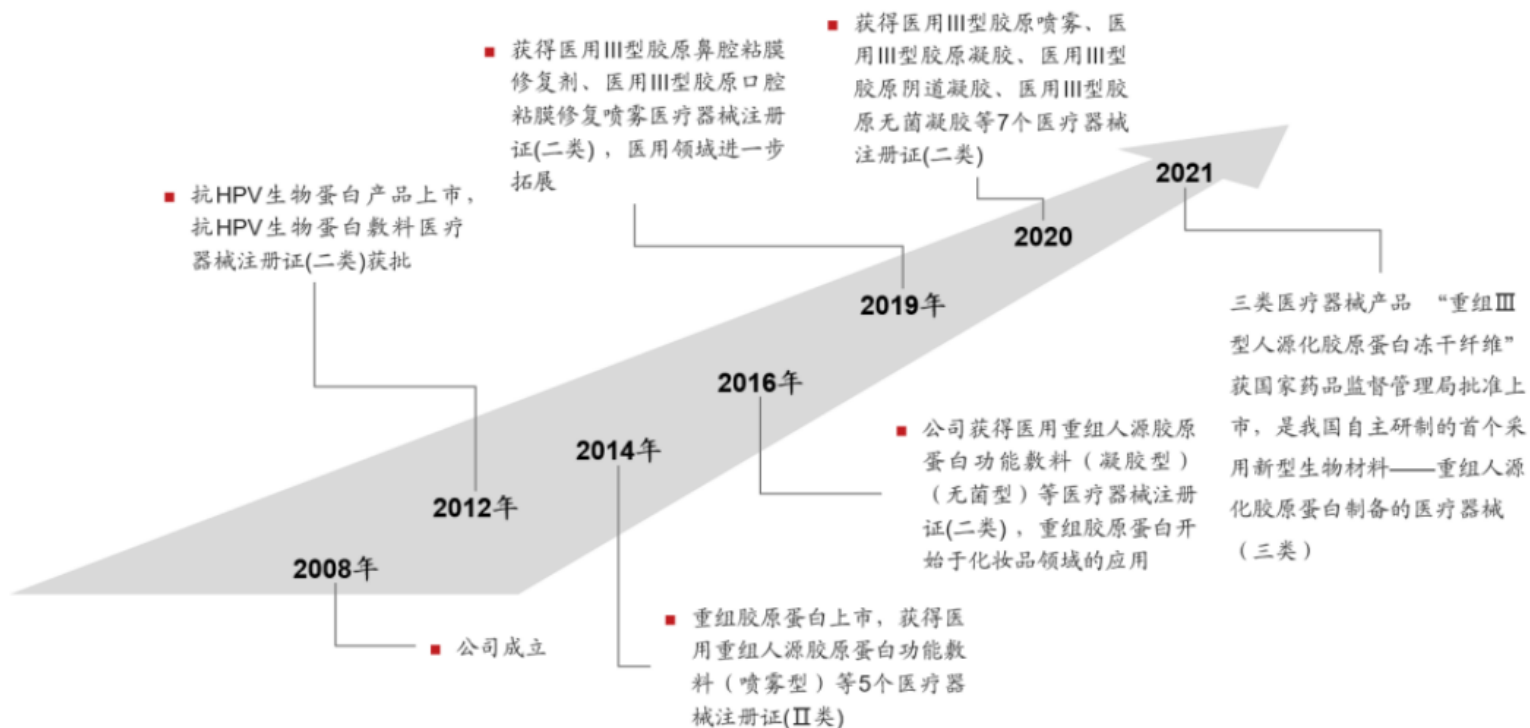 2008年
公司成立
2012年
抗HPV生物蛋白产品上市，
抗HPV生物蛋白敷料医疗
器械注册证(二类)获批
2014年
重组胶原蛋白上市，获得医
用重组人源胶原蛋白功能敷
料（喷雾型）等5个医疗器
械注册证(Ⅱ类)
2016年
公司获得医用重组人源胶原
蛋白功能敷料（凝胶型）
（无菌型）等医疗器械注册
证(二类)，重组胶原蛋白开
始于化妆品领域的应用
2019年
获得医用III型胶原鼻腔粘膜
修复剂、医用III型胶原口腔
粘膜修复喷雾医疗器械注册
证(二类)，医用领域进一步
拓展
2020
获得医用III型胶原喷雾、医
用III型胶原凝胶、医用III型
胶原阴道凝胶、医用III型胶
原无菌凝胶等7个医疗器械
注册证(二类)
2021
三类医疗器械产品 “重组Ⅲ
型人源化胶原蛋白冻干纤维”
获国家药品监督管理局批准上
市，是我国自主研制的首个采
用新型生物材料——重组人源
化胶原蛋白制备的医疗器械
（三类）